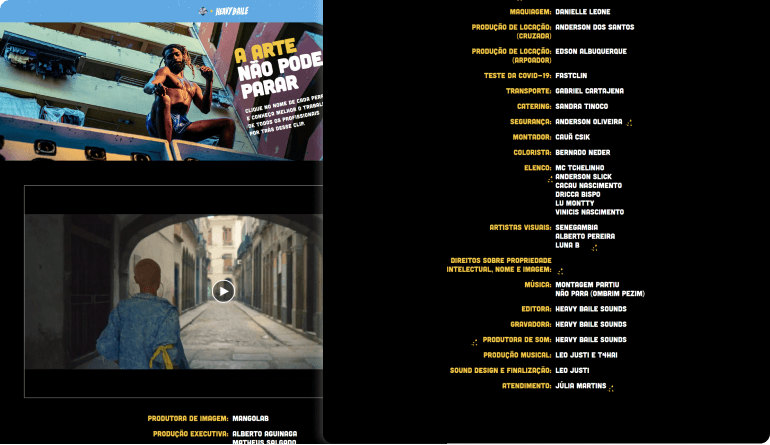 HEAVY BAILE
A ARTE
NÃO PODE
PARAR
CLIQUE NO NOME DE CADA
E CONHEÇO MELHOR O
DE TODOS OS PROFISSIONAIS
POR TRÁS DESSE CLIP.
PRODUTORA DE IMAGEM: MANGOLAB
PRODUÇÃO EXECUTIVA: ALBERTO AQUINAGA
MATHEUS SALGADO
MAQUIAGEM: DANIELLE LEONE
PRODUÇÃO DE LOCAÇÃO: ANDERSON DOS SANTOS
(CRUZADA)
PRODUÇÃO DE LOCAÇÃO: EDSON ALBUQUERQUE
(ARPOADOR)
TESTE DA COVID-19: FASTCLIN
TRANSPORTE: GABRIEL CARTAJENA
CATERING: SANDRA TINOCO
SEGURANÇA: ANDERSON OLIVEIRA
MONTADOR: CAUÃ CSIK
COLORISTA: BERNADO NEDER
ELENCO: MC TCHELINHO
ANDERSON SLICK
CACAU NASCIMENTO
DRICCA BISPO
LU MONTTY
VINICIS NASCIMENTO
ARTISTAS VISUAIS: SENEGAMBIA
ALBERTO PEREIRA
LUNA B
DIREITOS SOBRE PROPRIEDADE
INTELECTUAL, NOME E IMAGEM:
MÚSICA: MONTAGEM PARTIU
NÃO PARA (OMBRIM PEZIM)
EDITORA: HEAVY BAILE SOUNDS
GRAVADORA: HEAVY BAILE SOUNDS
PRODUTORA DE SOM: HEAVY BAILE SOUNDS
PRODUÇÃO MUSICAL: LEO JUSTI E T4HAI
SOUND DESIGN E FINALIZAÇÃO: LEO JUSTI
ATENDIMENTO: JÚLIA MARTINS